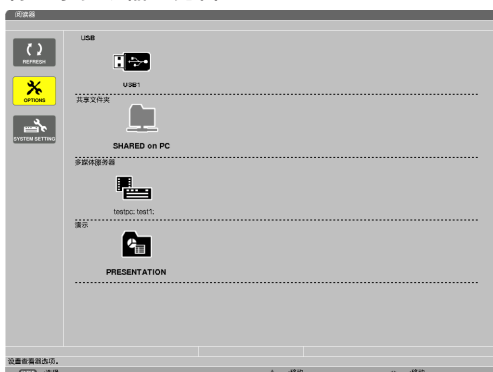 阅读器
USB
REFRESH
USB1
OPTIONS
共享文件夹
SYSTEM SETTING
SHARED on PC
多媒体服务器
testpc: test1:
演示
PRESENTATION
设置查看器选项。